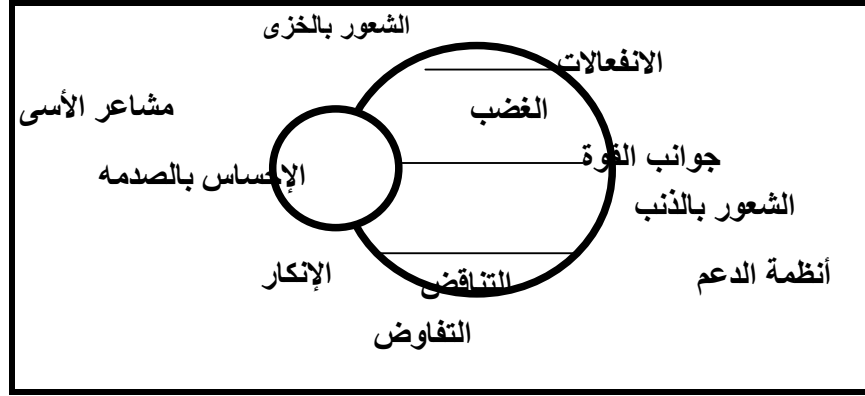 الشعور بالخزى
الانفعالات
الغضب
مشاعر الأسى
جوانب القوة
الإحساس بالصدمه
الشعور بالذنب
أنظمة الدعم
التناقض
الإنكار
التفاوض